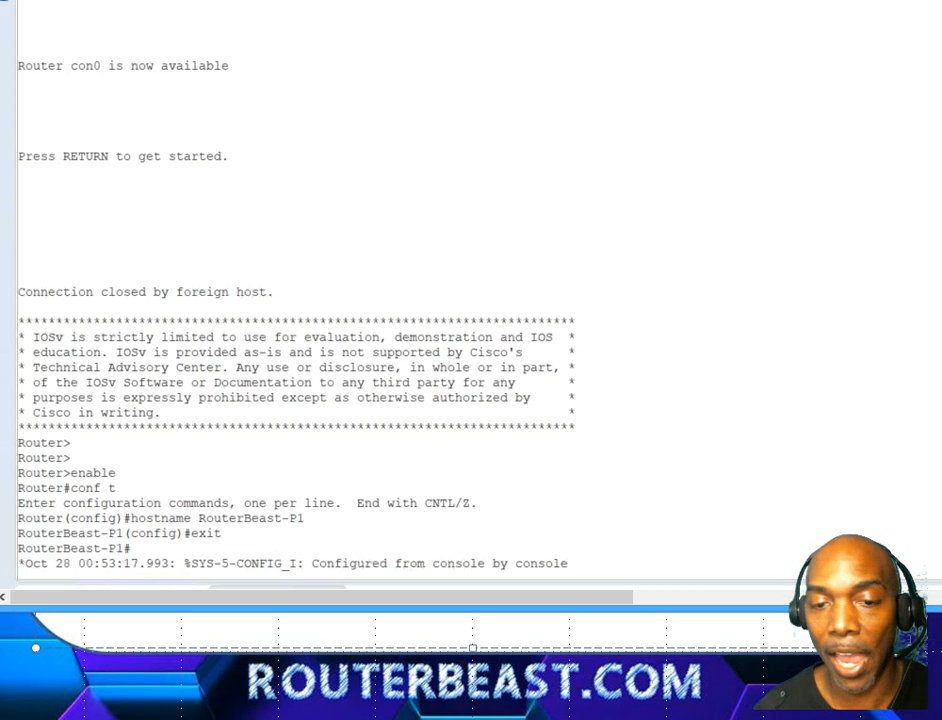 Router con0 is now available
Press RETURN to get started.
Connection closed by foreign host.
**************************************************************************
* IOSv is strictly limited to use for evaluation, demonstration and IOS  *
* education. IOSv is provided as-is and is not supported by Cisco's      *
* Technical Advisory Center. Any use or disclosure, in whole or in part, *
* of the IOSv Software or Documentation to any third party for any       *
* purposes is expressly prohibited except as otherwise authorized by     *
* Cisco in writing.                                                      *
**************************************************************************
Router>
Router>
Router>enable
Router#conf t
Enter configuration commands, one per line.  End with CNTL/Z.
Router(config)#hostname RouterBeast-P1
RouterBeast-P1(config)#exit
RouterBeast-P1#
*Oct 28 00:53:17.993: %SYS-5-CONFIG_I: Configured from console by console
ROUTERBEAST.COM